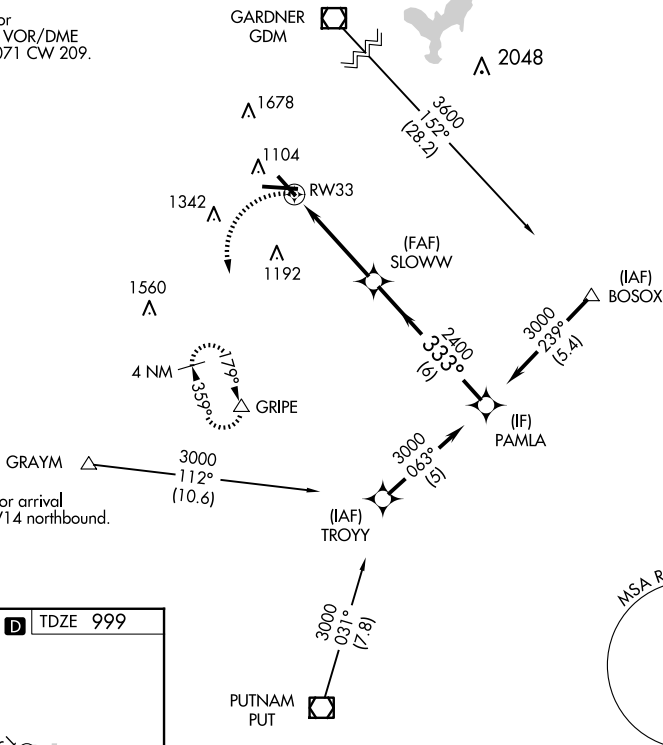 or
VOR/DME
071 CW 209.
GARDNER
GDM
2048
3600
152°
(28.2)
1678
1104
RW33
1342
1192
(FAF)
SLOWW
(IAF)
BOSOX
1560
3000
239°
(5.4)
2400
333°
(6)
4 NM
179°
359°
GRIPE
(IF)
PAMLA
GRAYM
3000
112°
(10.6)
3000
063°
(5)
or arrival
/14 northbound.
(IAF)
TROYY
D TDZE 999
MSA R
3000
031°
(7.8)
PUTNAM
PUT